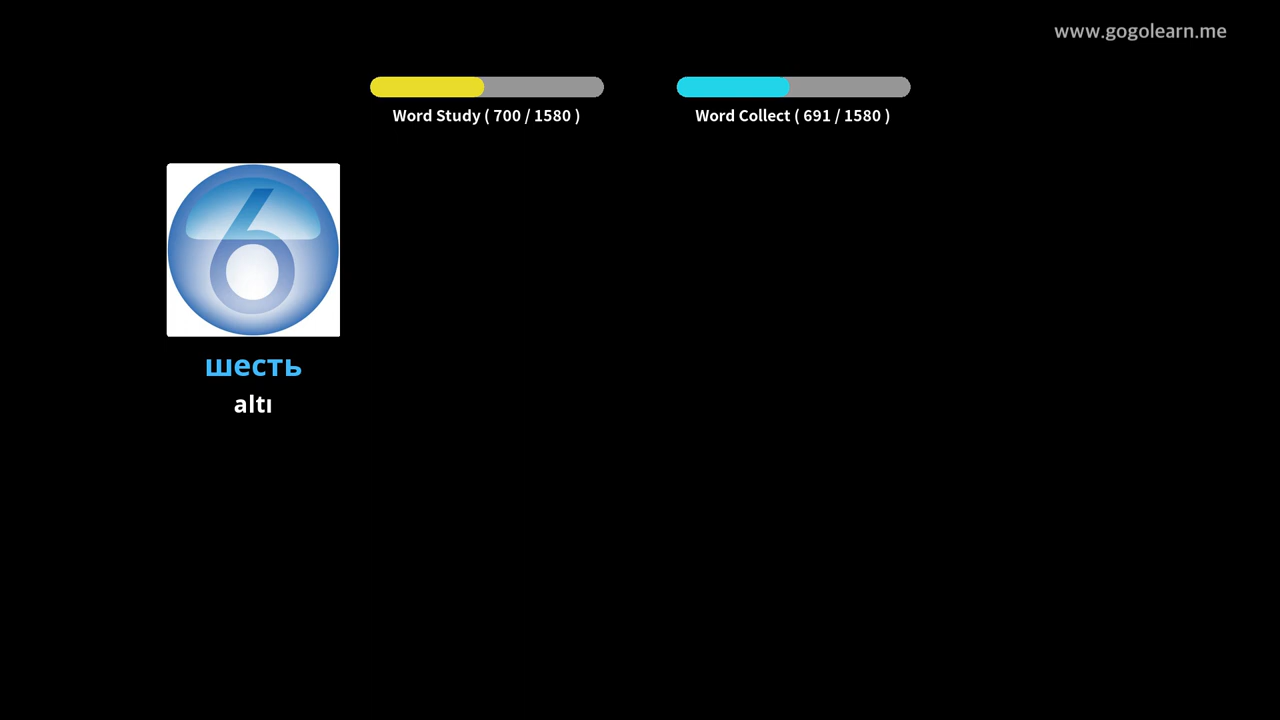 www.gogolearn.me
Word Study ( 700 / 1580 )
Word Collect ( 691 / 1580 )
6
шесть
altı